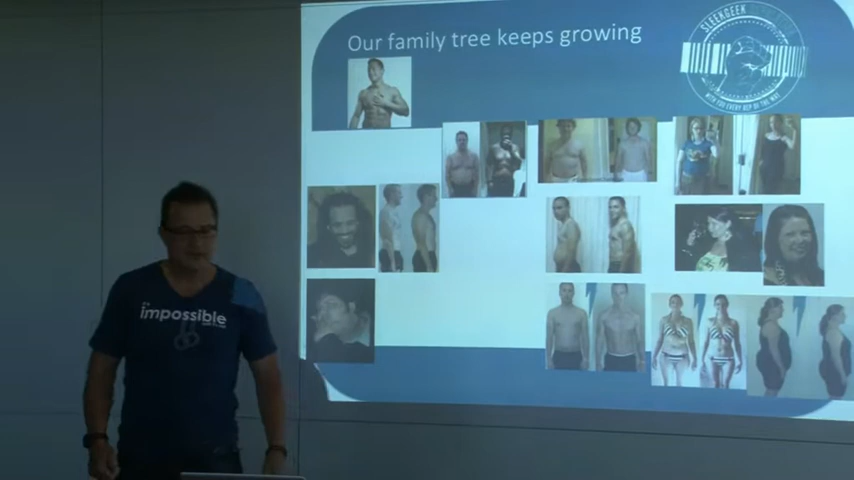 Our family tree keeps growing
SLEEKGEEK
WITH YOU EVERY REP OF THE WAY
impossible